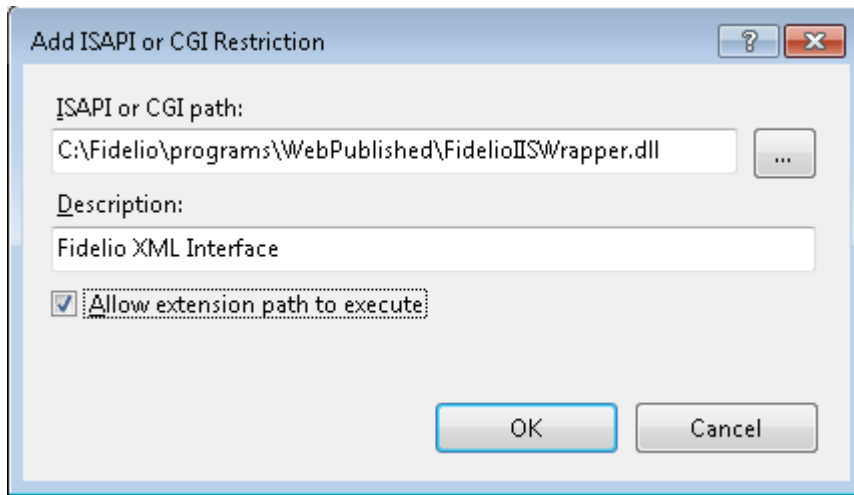 Add ISAPI or CGI Restriction
?
ISAPI or CGI path:
C:\Fidelio\programs\WebPublished\FidelioIISWrapper.dll
...
Description:
Fidelio XML Interface
Allow extension path to execute
OK Cancel